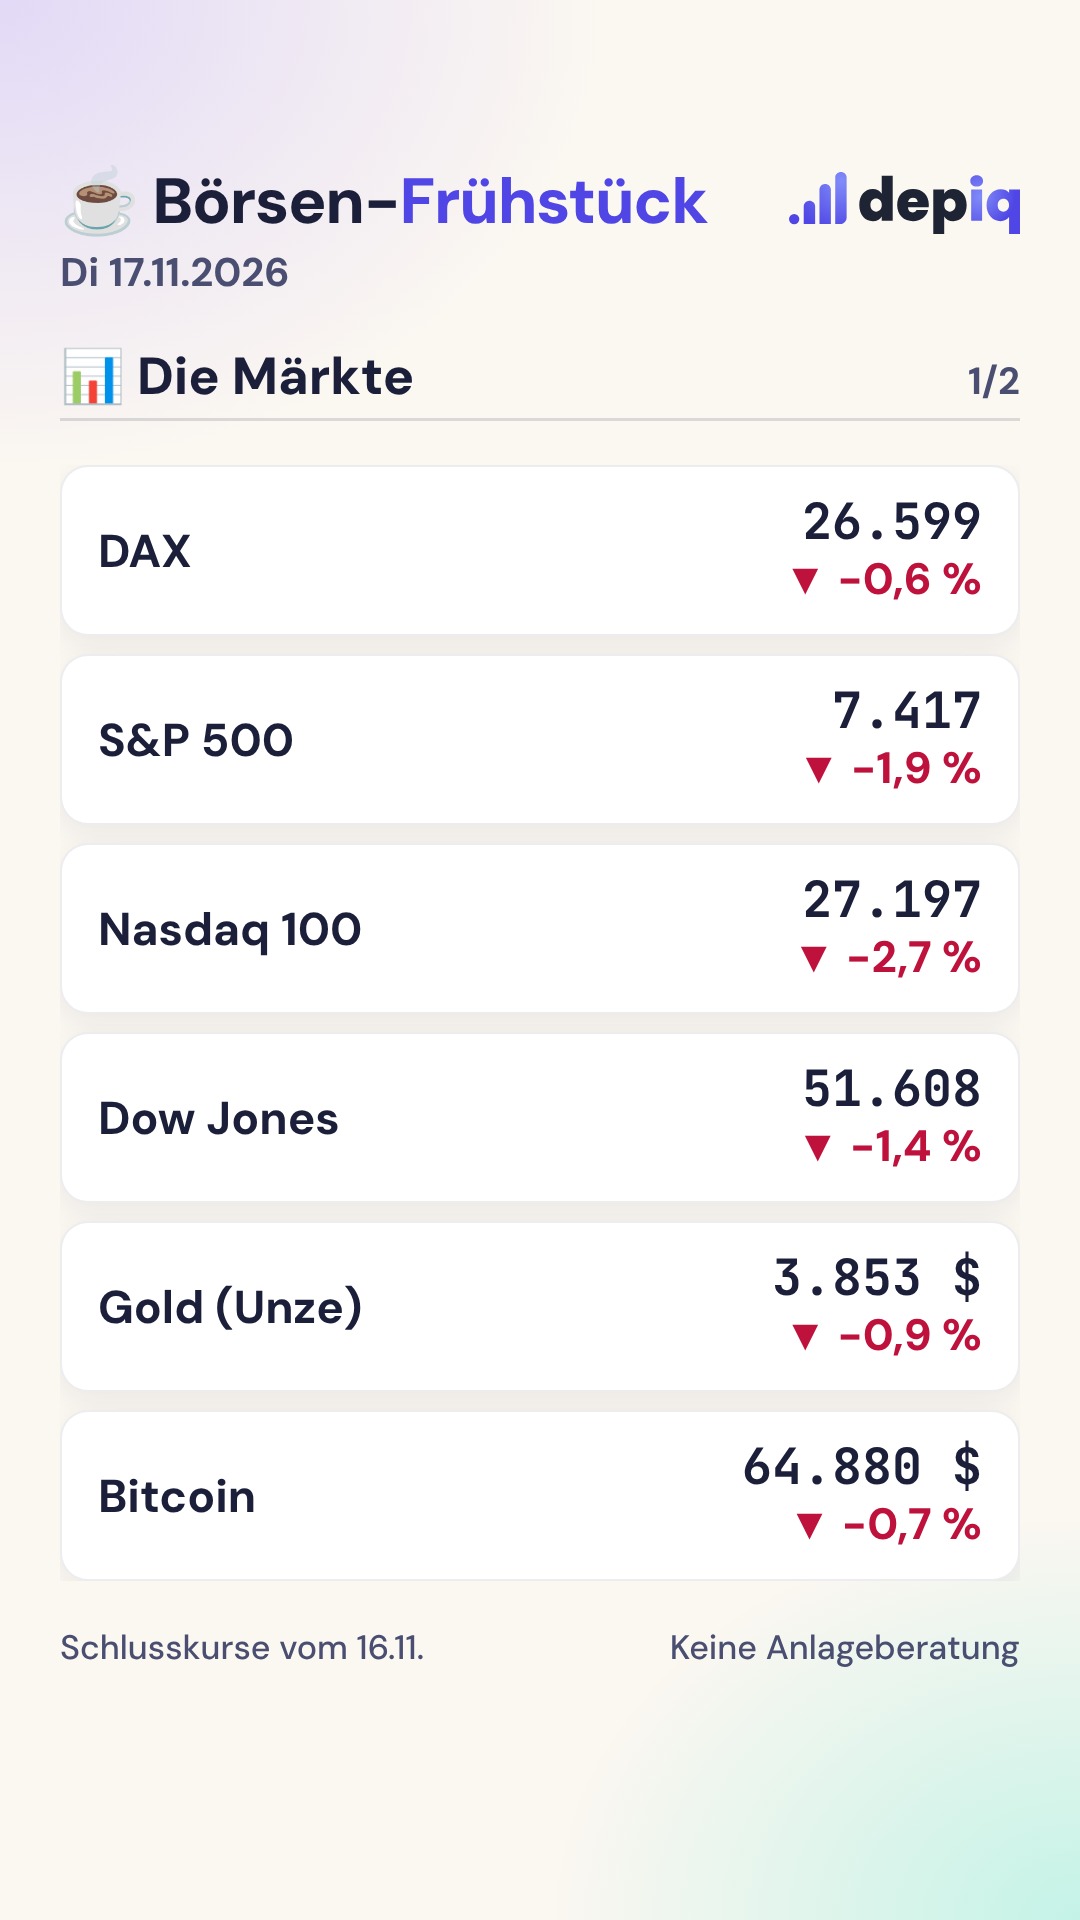 ☕ Börsen-Frühstück
depiq
Di 17.11.2026
📊 Die Märkte
1/2
DAX
26.599
▼ -0,6 %
S&P 500
7.417
▼ -1,9 %
Nasdaq 100
27.197
▼ -2,7 %
Dow Jones
51.608
▼ -1,4 %
Gold (Unze)
3.853 $
▼ -0,9 %
Bitcoin
64.880 $
▼ -0,7 %
Schlusskurse vom 16.11.
Keine Anlageberatung